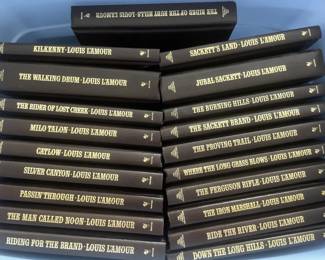 THE RIDER OF THE RUBY HILLS·LOUIS L'AMOUR
KILKENNY·LOUIS L'AMOUR
THE WALKING DRUM·LOUIS L'AMOUR
THE RIDER OF LOST CREEK·LOUIS L'AMOUR
MILO TALON·LOUIS L'AMOUR
CATLOW·LOUIS L'AMOUR
SILVER CANYON·LOUIS L'AMOUR
PASSIN THROUGH·LOUIS L'AMOUR
THE MAN CALLED NOON·LOUIS L'AMOUR
RIDING FOR THE BRAND·LOUIS L'AMOUR
SACKETT'S LAND·LOUIS L'AMOUR
JUBAL SACKETT·LOUIS L'AMOUR
THE BURNING HILLS·LOUIS L'AMOUR
THE SACKETT BRAND·LOUIS L'AMOUR
THE PROVING TRAIL·LOUIS L'AMOUR
WHERE THE LONG GRASS BLOWS·LOUIS L'AMOUR
THE FERGUSON RIFLE·LOUIS L'AMOUR
THE IRON MARSHALL·LOUIS L'AMOUR
RIDE THE RIVER·LOUIS L'AMOUR
DOWN THE LONG HILLS·LOUIS L'AMOUR